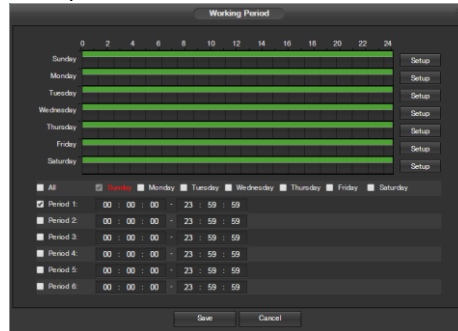 Working Period
0 2 4 6 8 10 12 14 16 18 20 22 24
Sunday Setup
Monday Setup
Tuesday Setup
Wednesday Setup
Thursday Setup
Friday Setup
Saturday Setup
All Sunday Monday Tuesday Wednesday Thursday Friday Saturday
Period 1: 00 : 00 : 00 - 23 : 59 : 59
Period 2: 00 : 00 : 00 - 23 : 59 : 59
Period 3: 00 : 00 : 00 - 23 : 59 : 59
Period 4: 00 : 00 : 00 - 23 : 59 : 59
Period 5: 00 : 00 : 00 - 23 : 59 : 59
Period 6: 00 : 00 : 00 - 23 : 59 : 59
Save Cancel